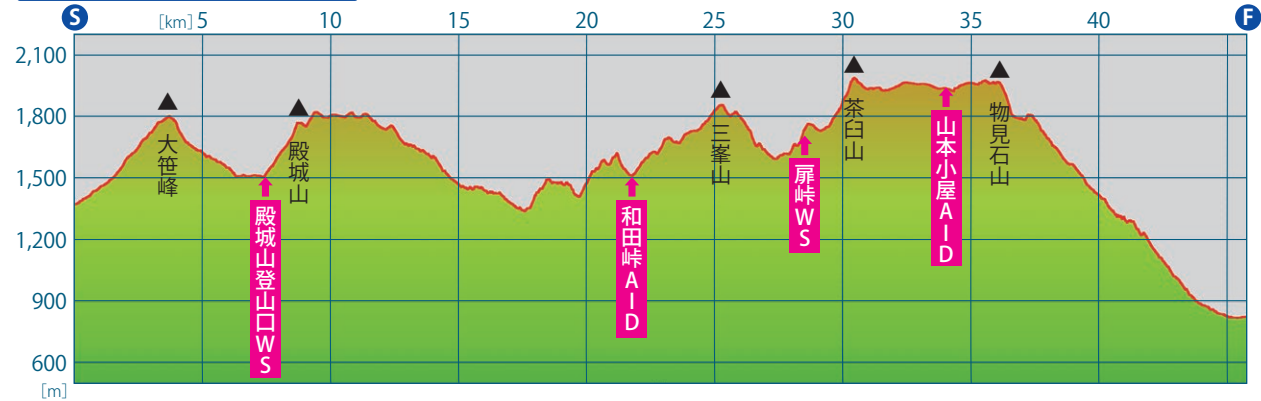 S [km] 5 10 15 20 25 30 35 40 F
2,100
1,800
1,500
1,200
900
600
[m]
大笹峰
殿城山登山口WS
殿城山
和田峠AID
三峯山
扉峠WS
茶臼山
山本小屋AID
物見石山